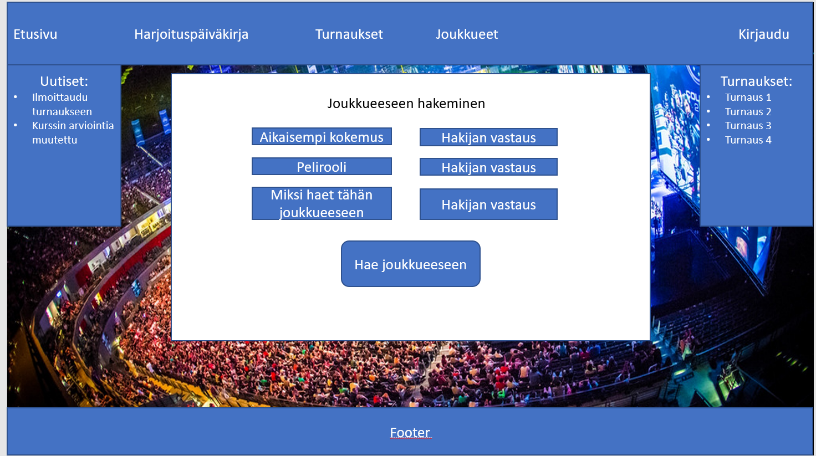 Etusivu
Harjoituspäiväkirja
Turnaukset
Joukkueet
Kirjaudu
Uutiset:
• Ilmoittaudu
turnaukseen
• Kurssin arviointia
muutettu
Joukkueeseen hakeminen
Aikaisempi kokemus
Hakijan vastaus
Pelirooli
Hakijan vastaus
Miksi haet tähän
joukkueeseen
Hakijan vastaus
Hae joukkueeseen
Turnaukset:
• Turnaus 1
• Turnaus 2
• Turnaus 3
• Turnaus 4
Footer